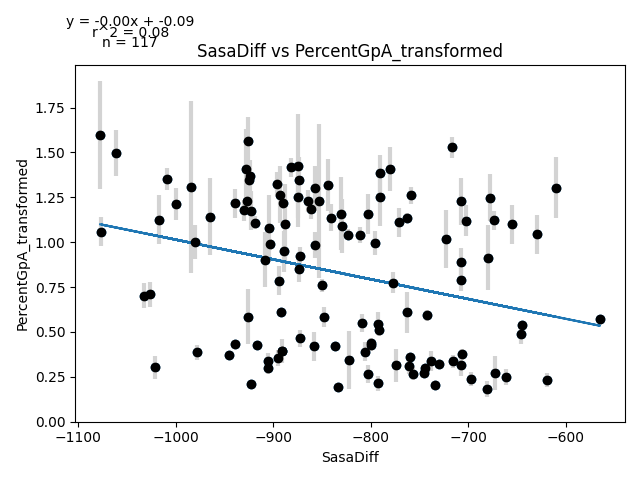 y = -0.00x + -0.09
r^2 = 0.08
n = 117
SasaDiff vs PercentGpA_transformed
PercentGpA_transformed
1.75
1.50
1.25
1.00
0.75
0.50
0.25
0.00
−1100 −1000 −900 −800 −700 −600
SasaDiff